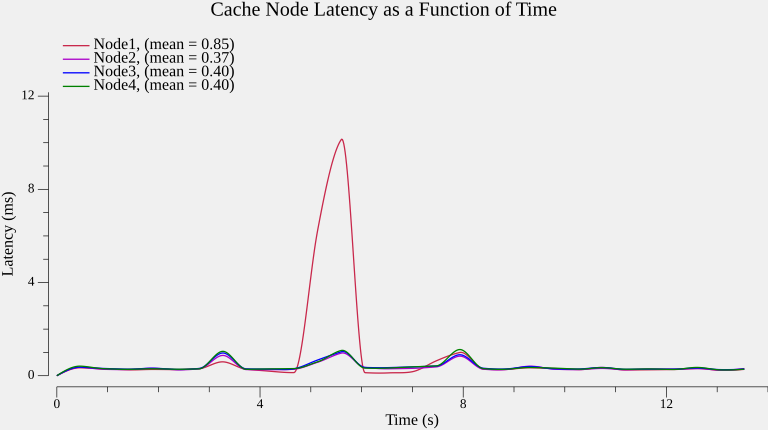 Cache Node Latency as a Function of Time
Node1, (mean = 0.85)
Node2, (mean = 0.37)
Node3, (mean = 0.40)
Node4, (mean = 0.40)
12
8
4
0
Latency (ms)
0
4
8
12
Time (s)